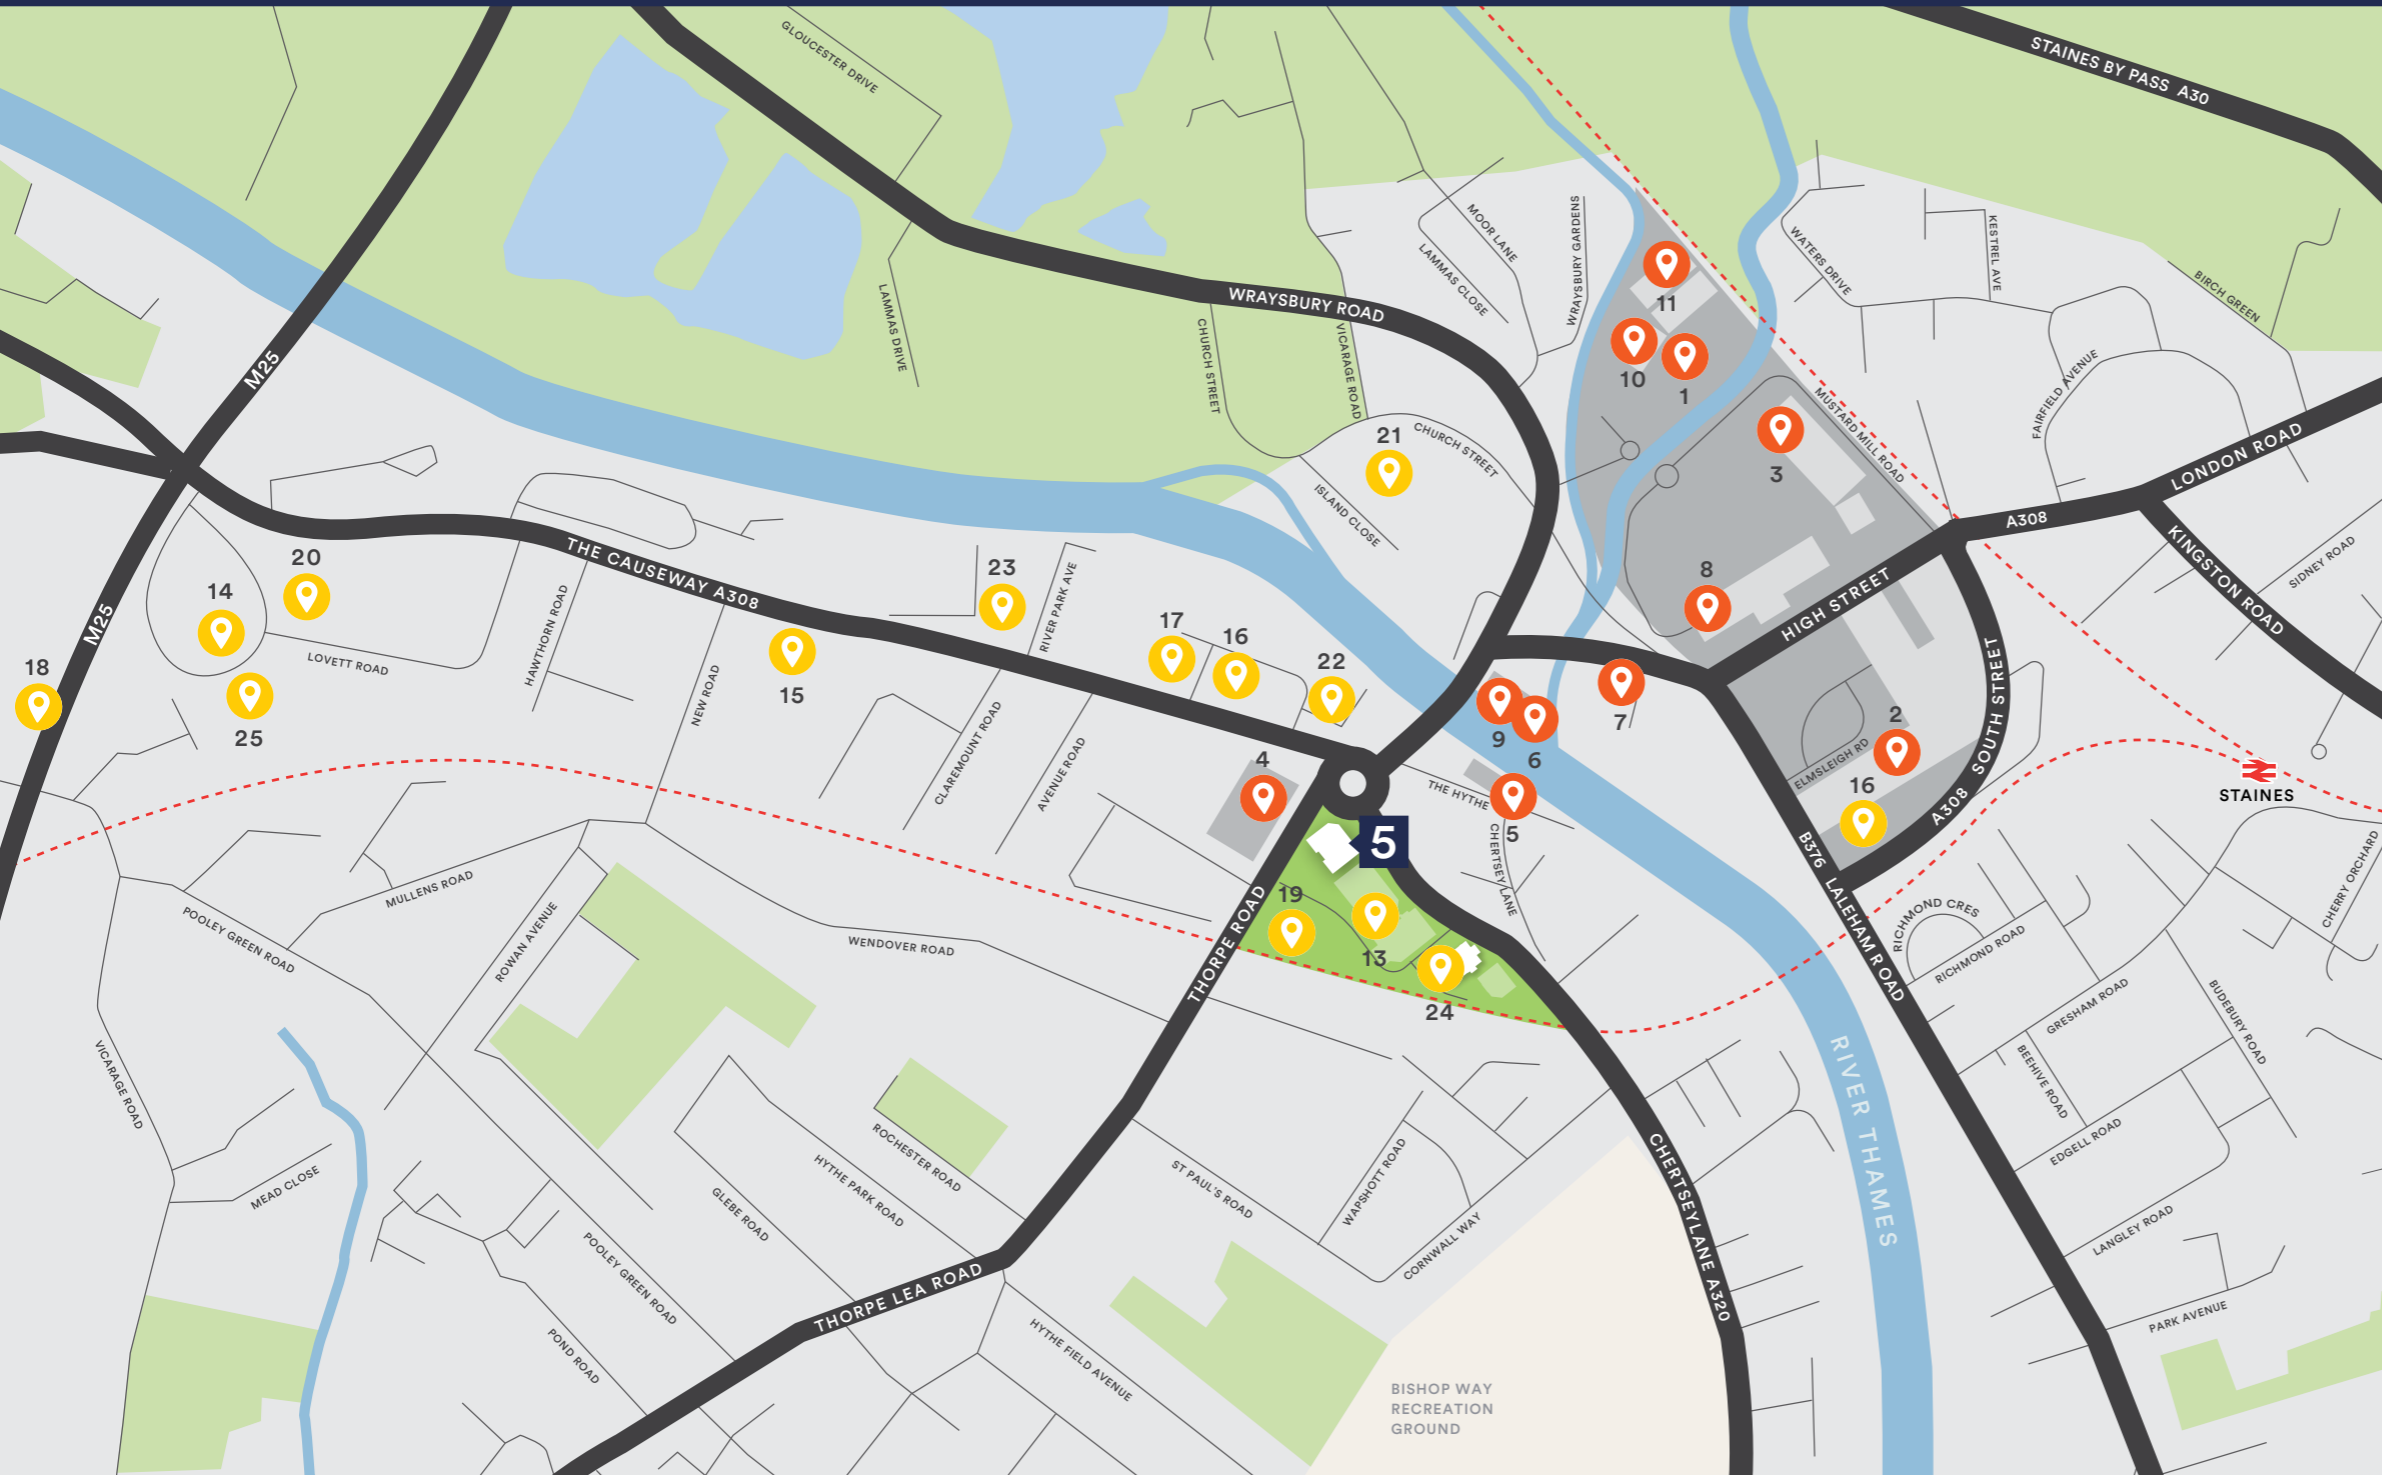 STAINES BY PASS A30
GLOUCESTER DRIVE
MOOR LANE
LAMMAS CLOSE
WRAYSBURY GARDENS
WATERS DRIVE
KESTREL AVE
BIRCH GREEN
11
10
1
LAMMAS DRIVE
WRAYSBURY ROAD
CHURCH STREET
VICARAGE ROAD
M25
21
CHURCH STREET
ISLAND CLOSE
3
MUSTARD MILL ROAD
FAIRFIELD AVENUE
LONDON ROAD
A308
KINGSTON ROAD
SIDNEY ROAD
THE CAUSEWAY A308
20
14
M25
18
25
LOVETT ROAD
HAWTHORN ROAD
NEW ROAD
15
23
RIVER PARK AVE
17
16
22
8
HIGH STREET
SOUTH STREET
7
9
6
2
ELMSLEIGH RD
16
A308
STAINES
CLAREMOUNT ROAD
AVENUE ROAD
4
THE HYTHE
5
5
CHERTSEY LANE
B376
LALEHAM ROAD
CHERRY ORCHARD
MULLENS ROAD
POOLEY GREEN ROAD
ROWAN AVENUE
WENDOVER ROAD
THORPE ROAD
19
13
24
RICHMOND CRES
RICHMOND ROAD
GRESHAM ROAD
BUDEBURY ROAD
BEEHIVE ROAD
EDGELL ROAD
LANGLEY ROAD
PARK AVENUE
VICARAGE ROAD
MEAD CLOSE
RIVER THAMES
ROCHESTER ROAD
HYTHE PARK ROAD
GLEBE ROAD
POOLEY GREEN ROAD
POND ROAD
ST PAUL'S ROAD
WAPSHOTT ROAD
CORNWALL WAY
CHERTSEYLANE A320
THORPE LEA ROAD
HYTHE FIELD AVENUE
BISHOP WAY
RECREATION
GROUND